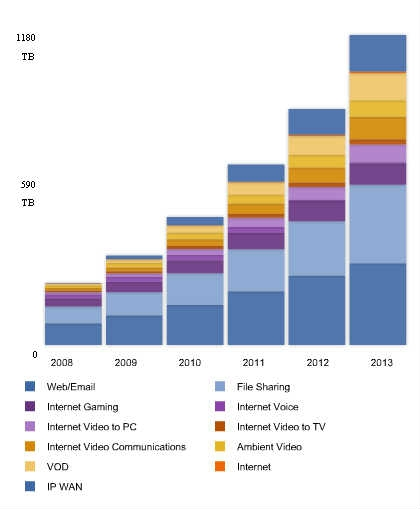 1180
TB
590
TB
0
2008 2009 2010 2011 2012 2013
Web/Email File Sharing
Internet Gaming Internet Voice
Internet Video to PC Internet Video to TV
Internet Video Communications Ambient Video
VOD Internet
IP WAN